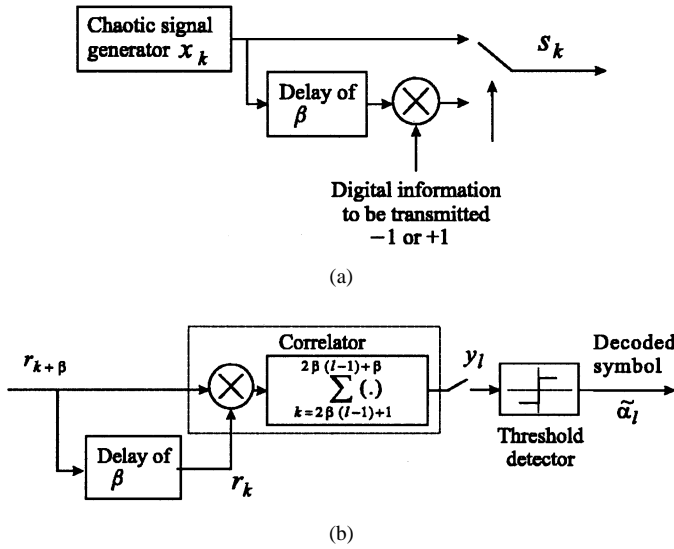 Chaotic signal
generator x_k
s_k
Delay of
β
Digital information
to be transmitted
−1 or +1
(a)
Correlator
r_{k+β}
2β(l−1)+β
∑(.)
k=2β(l−1)+1
y_l
Decoded
symbol
α̃_l
Threshold
detector
Delay of
β
r_k
(b)